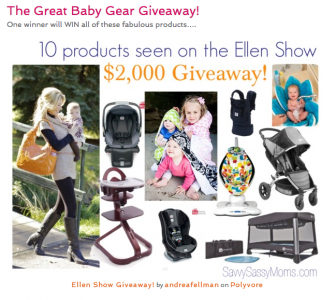 The Great Baby Gear Giveaway!
One winner will WIN all of these fabulous products....
10 products seen on the Ellen Show
$2,000 Giveaway!
SavvySassyMoms.com
Ellen Show Giveaway! by andreafellman on Polyvore